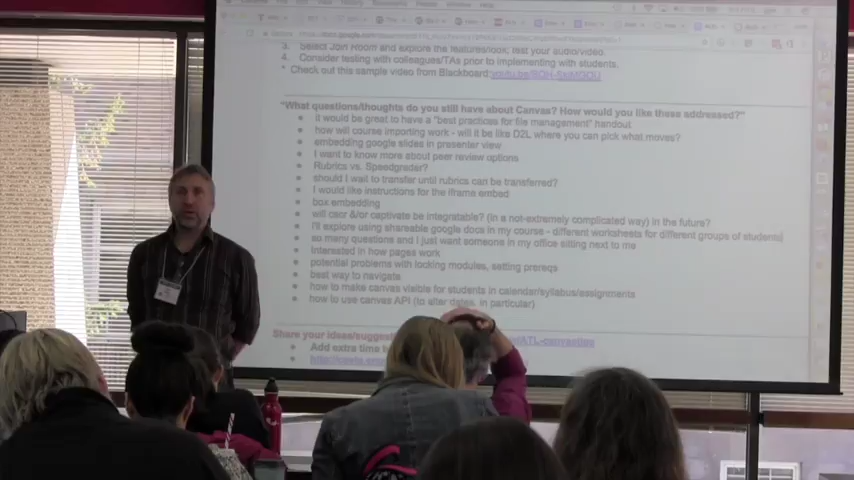 3. Select Join Room and explore the features/tools; test your audio/video.
4. Consider testing with colleagues/TAs prior to implementing with students.
* Check out this sample video from Blackboard:
"What questions/thoughts do you still have about Canvas? How would you like these addressed?"
• it would be great to have a "best practices for file management" handout
• how will course importing work - will it be like D2L where you can pick what moves?
• embedding google slides in presenter view
• I want to know more about peer review options
• Rubrics vs. Speedgrader?
• should I wait to transfer until rubrics can be transferred?
• I would like instructions for the iframe embed
• box embedding
• will oscr &/or captivate be integratable? (in a not-extremely complicated way) in the future?
• I'll explore using shareable google docs in my course - different worksheets for different groups of students
• so many questions and I just want someone in my office sitting next to me
• Interested in how pages work
• potential problems with locking modules, setting prereqs
• best way to navigate
• how to make canvas visible for students in calendar/syllabus/assignments
• how to use canvas API (to alter dates, in particular)
Share your ideas/
• Add extra time